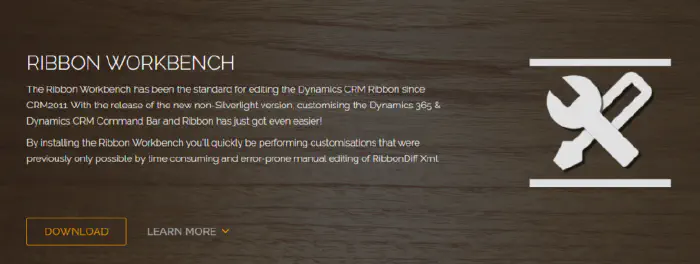 RIBBON WORKBENCH
The Ribbon Workbench has been the standard for editing the Dynamics CRM Ribbon since
CRM2011. With the release of the new non-Silverlight version, customising the Dynamics 365 &
Dynamics CRM Command Bar and Ribbon has just got even easier!
By installing the Ribbon Workbench you'll quickly be performing customisations that were
previously only possible by time consuming and error-prone manual editing of RibbonDiff Xml
DOWNLOAD
LEARN MORE